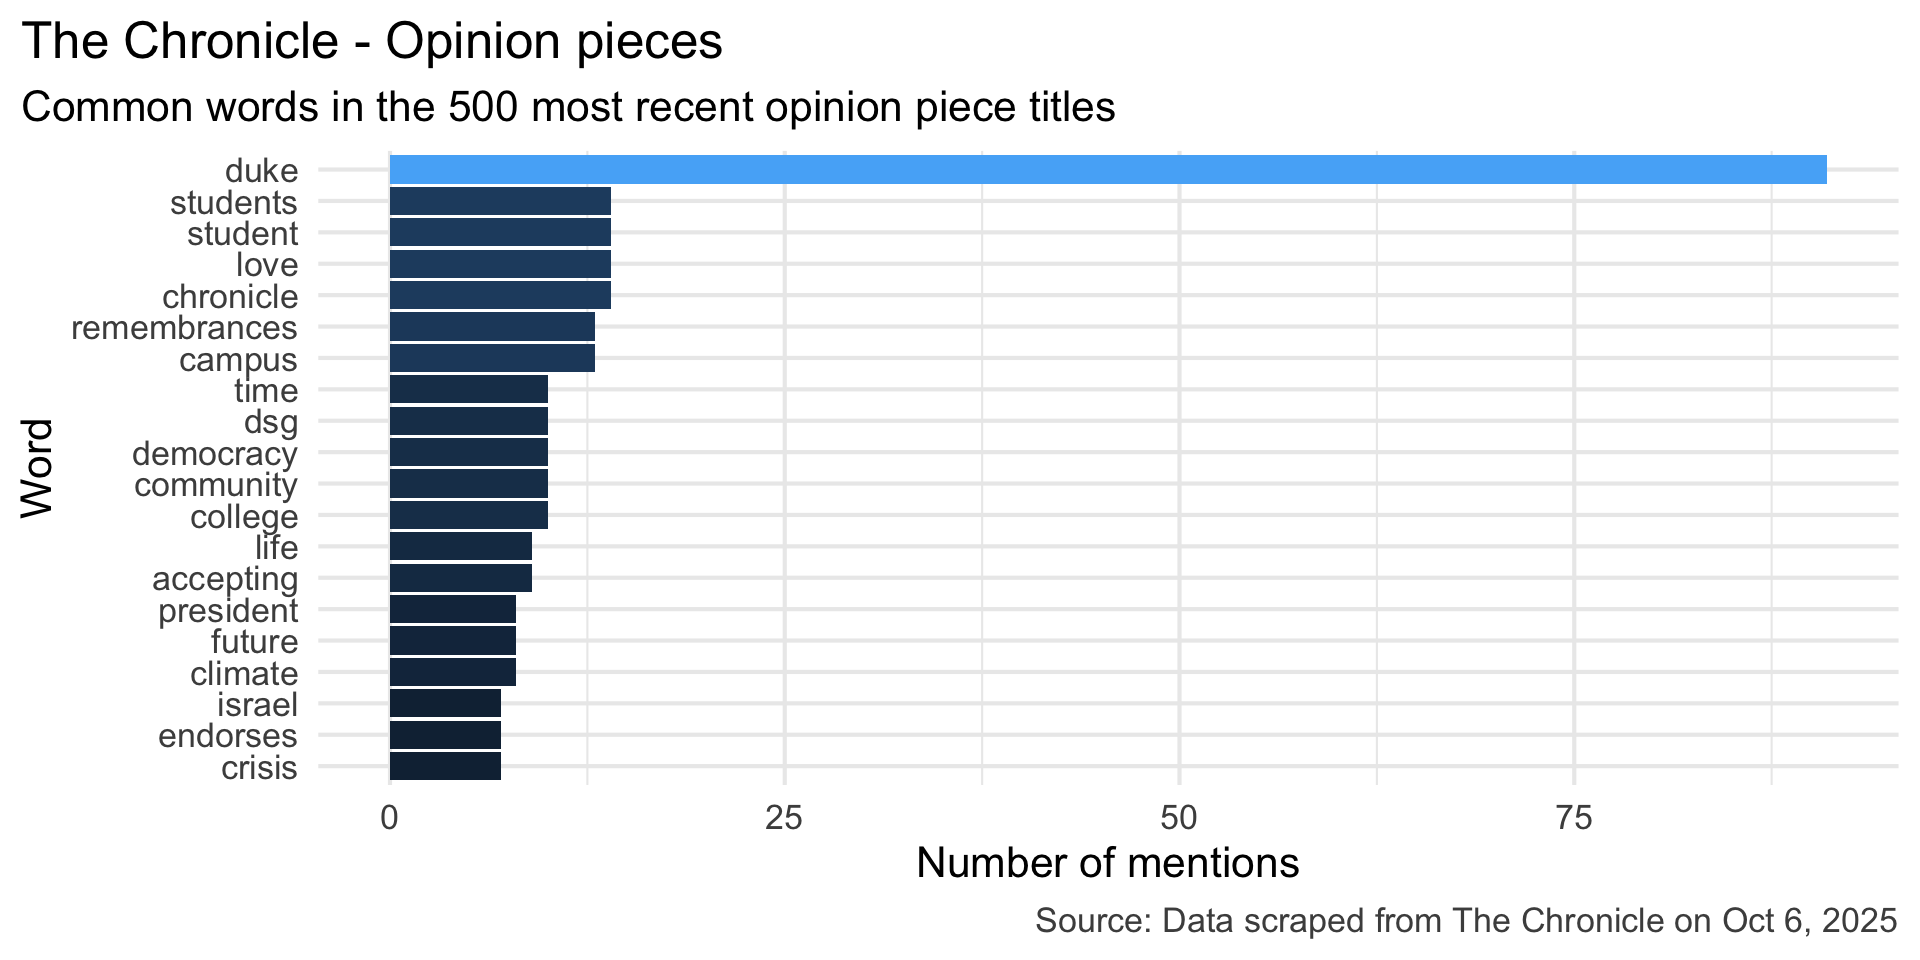 The Chronicle - Opinion pieces
Common words in the 500 most recent opinion piece titles
duke
students
student
love
chronicle
remembrances
campus
time
dsg
democracy
community
college
life
accepting
president
future
climate
israel
endorses
crisis
Word
0 25 50 75
Number of mentions
Source: Data scraped from The Chronicle on Oct 6, 2025